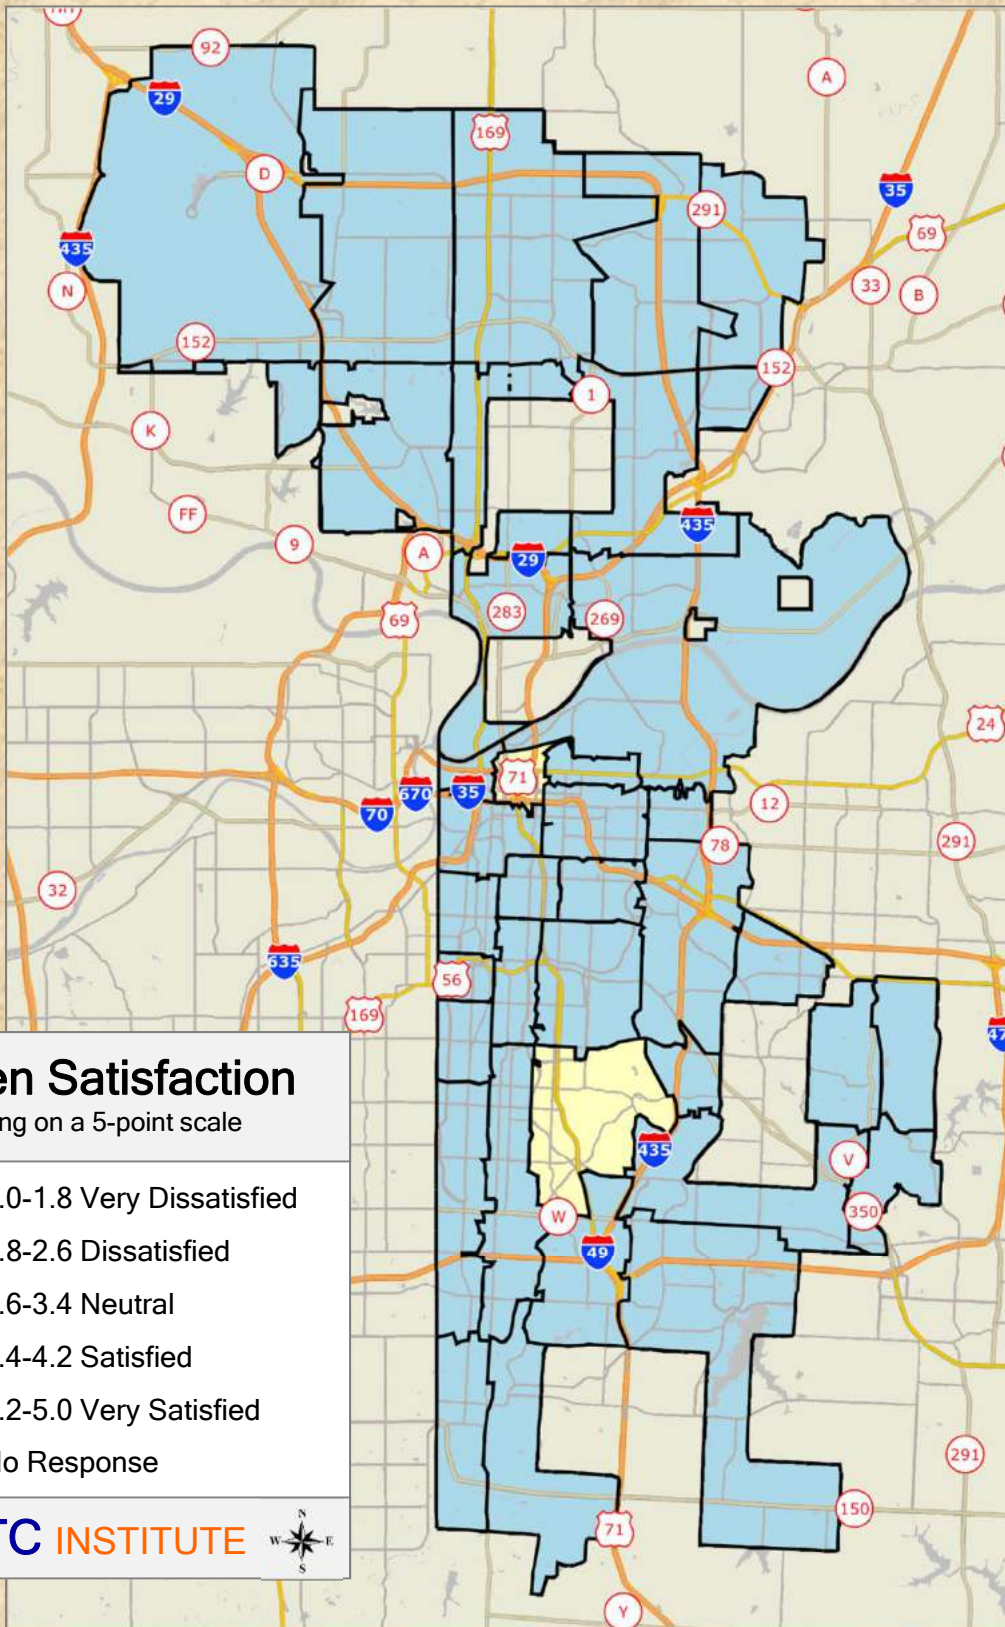 92
A
29
169
35
D
291
69
435
N
33
B
152
152
1
K
FF
435
9
A
29
283
269
69
24
71
670
35
70
12
78
291
32
635
56
169
47
en Satisfaction
ng on a 5-point scale
.0-1.8 Very Dissatisfied
.8-2.6 Dissatisfied
.6-3.4 Neutral
.4-4.2 Satisfied
.2-5.0 Very Satisfied
lo Response
TC INSTITUTE
N
W E
S
435
V
350
W
49
291
150
71
Y